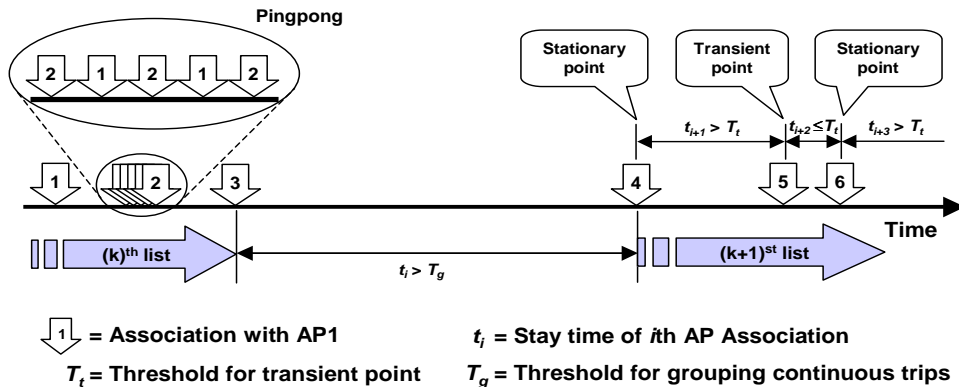 Pingpong
2 1 2 1 2
Stationary point
Transient point
Stationary point
t_{i+1} > T_t
t_{i+2} ≤ T_t
t_{i+3} > T_t
1 2 3 4 5 6
Time
(k)^{th} list
t_i > T_g
(k+1)^{st} list
1 = Association with AP1
t_i = Stay time of ith AP Association
T_t = Threshold for transient point
T_g = Threshold for grouping continuous trips